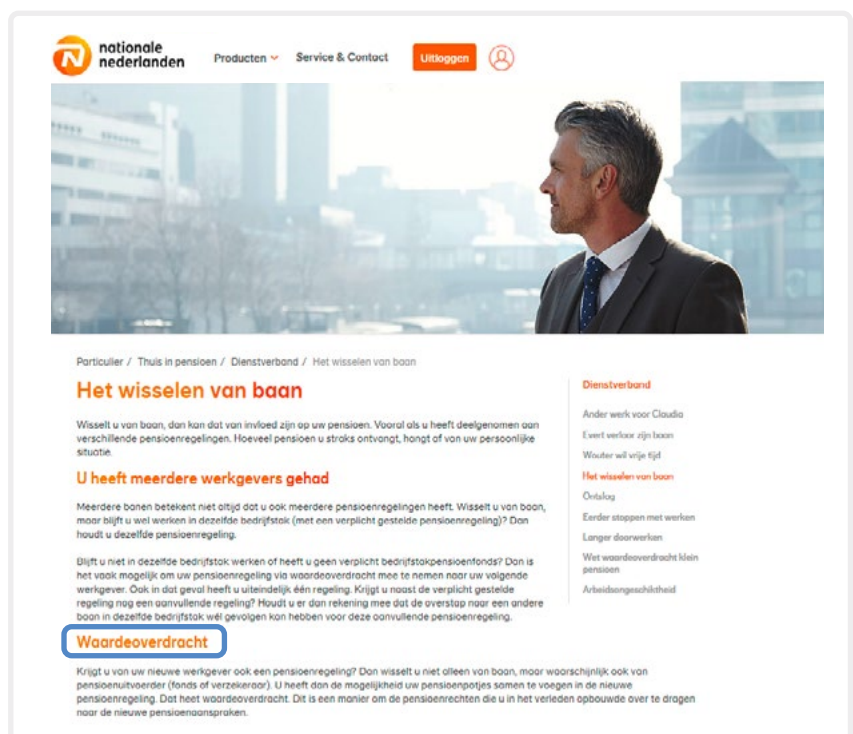 nationale
nederlanden
Producten
Service & Contact
Uitloggen
Particulier / Thuis in pensioen / Dienstverband / Het wisselen van baan
Het wisselen van baan
Wisselt u van baan, dan kan dat van invloed zijn op uw pensioen. Vooral als u heeft deelgenomen aan
verschillende pensioenregelingen. Hoeveel pensioen u straks ontvangt, hangt af van uw persoonlijke
situatie.
U heeft meerdere werkgevers gehad
Meerdere banen betekent niet altijd dat u ook meerdere pensioenregelingen heeft. Wisselt u van baan,
maar blijft u wel werken in dezelfde bedrijfstak (met een verplicht gestelde pensioenregeling)? Dan
houdt u dezelfde pensioenregeling.
Blijft u niet in dezelfde bedrijfstak werken of heeft u geen verplicht bedrijfstakpensioenfonds? Dan is
het vaak mogelijk om uw pensioenregeling via waardeoverdracht mee te nemen naar uw volgende
werkgever. Ook in dat geval heeft u uiteindelijk één regeling. Krijgt u naast de verplicht gestelde
regeling nog een aanvullende regeling? Houdt u er dan rekening mee dat de overstap naar een andere
baan in dezelfde bedrijfstak wél gevolgen kan hebben voor deze aanvullende pensioenregeling.
Waardeoverdracht
Krijgt u van uw nieuwe werkgever ook een pensioenregeling? Dan wisselt u niet alleen van baan, maar waarschijnlijk ook van
pensioenuitvoerder (fonds of verzekeraar). U heeft dan de mogelijkheid uw pensioenpotjes samen te voegen in de nieuwe
pensioenregeling. Dat heet waardeoverdracht. Dit is een manier om de pensioenrechten die u in het verleden opbouwde over te dragen
naar de nieuwe pensioenaanspraken.
Dienstverband
Ander werk voor Claudia
Evert verloor zijn baan
Wouter wil vrije tijd
Het wisselen van baan
Ontslag
Eerder stoppen met werken
Langer doorwerken
Wet waardeoverdracht klein
pensioen
Arbeidsongeschiktheid